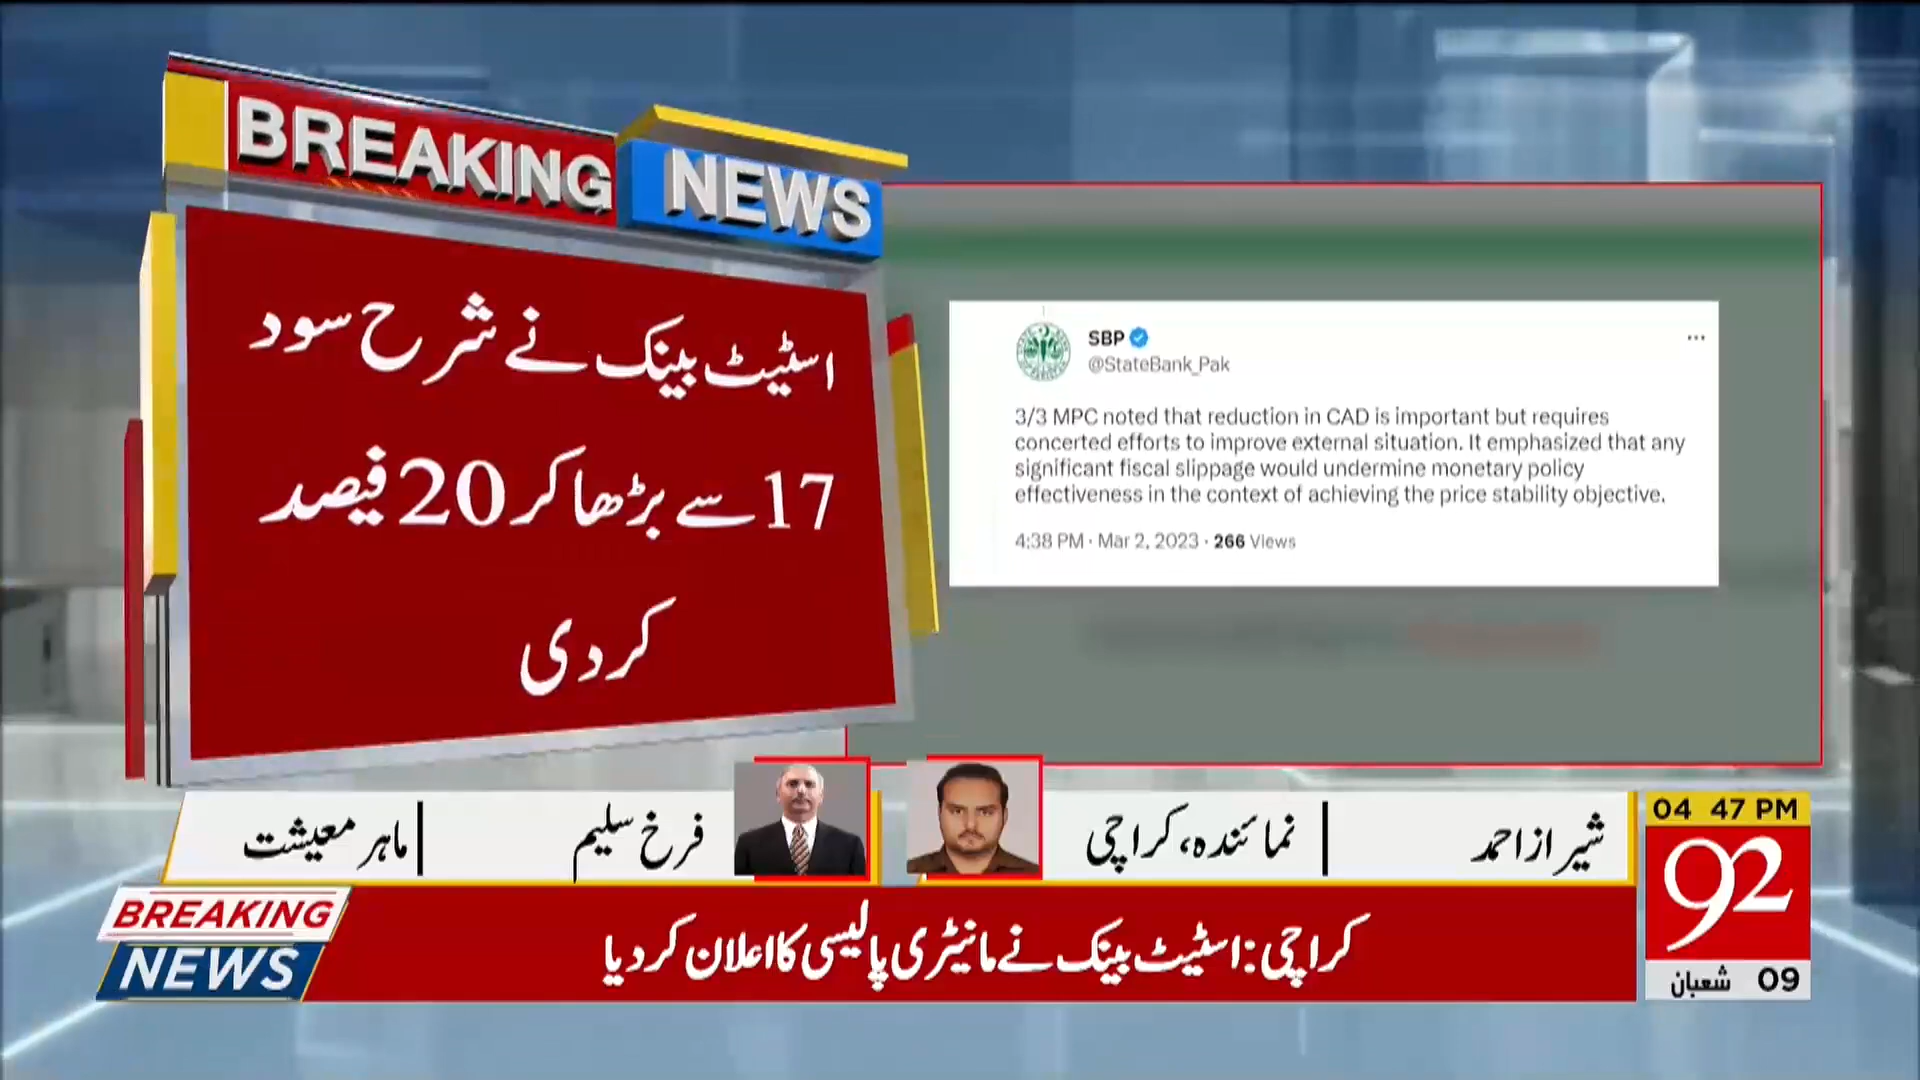 BREAKING NEWS
اسٹیٹ بینک نے شرح سود
17 سے بڑھا کر 20 فیصد
کر دی
SBP
@StateBank_Pak
3/3 MPC noted that reduction in CAD is important but requires
concerted efforts to improve external situation. It emphasized that any
significant fiscal slippage would undermine monetary policy
effectiveness in the context of achieving the price stability objective.
4:38 PM · Mar 2, 2023 · 266 Views
شیراز احمد | نمائندہ، کراچی
فرخ سلیم | ماہر معیشت
04 47 PM
92
09 شعبان
BREAKING
NEWS
کراچی: اسٹیٹ بینک نے مانیٹری پالیسی کا اعلان کر دیا